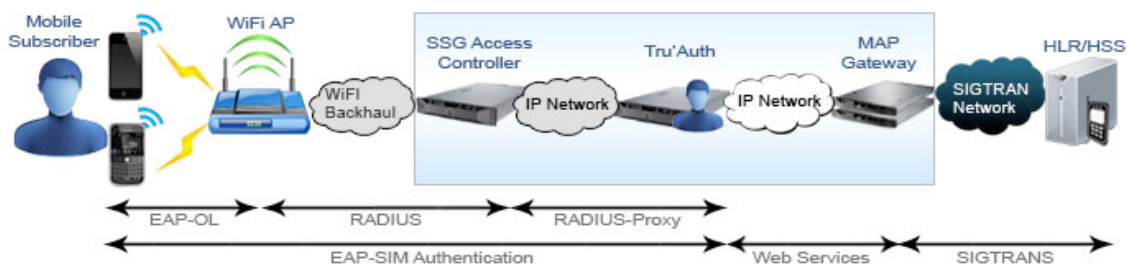 Mobile
Subscriber
WiFi AP
SSG Access
Controller
Tru'Auth
MAP
Gateway
HLR/HSS
WiFI
Backhaul
IP Network
IP Network
SIGTRAN
Network
EAP-OL
RADIUS
RADIUS-Proxy
EAP-SIM Authentication
Web Services
SIGTRANS